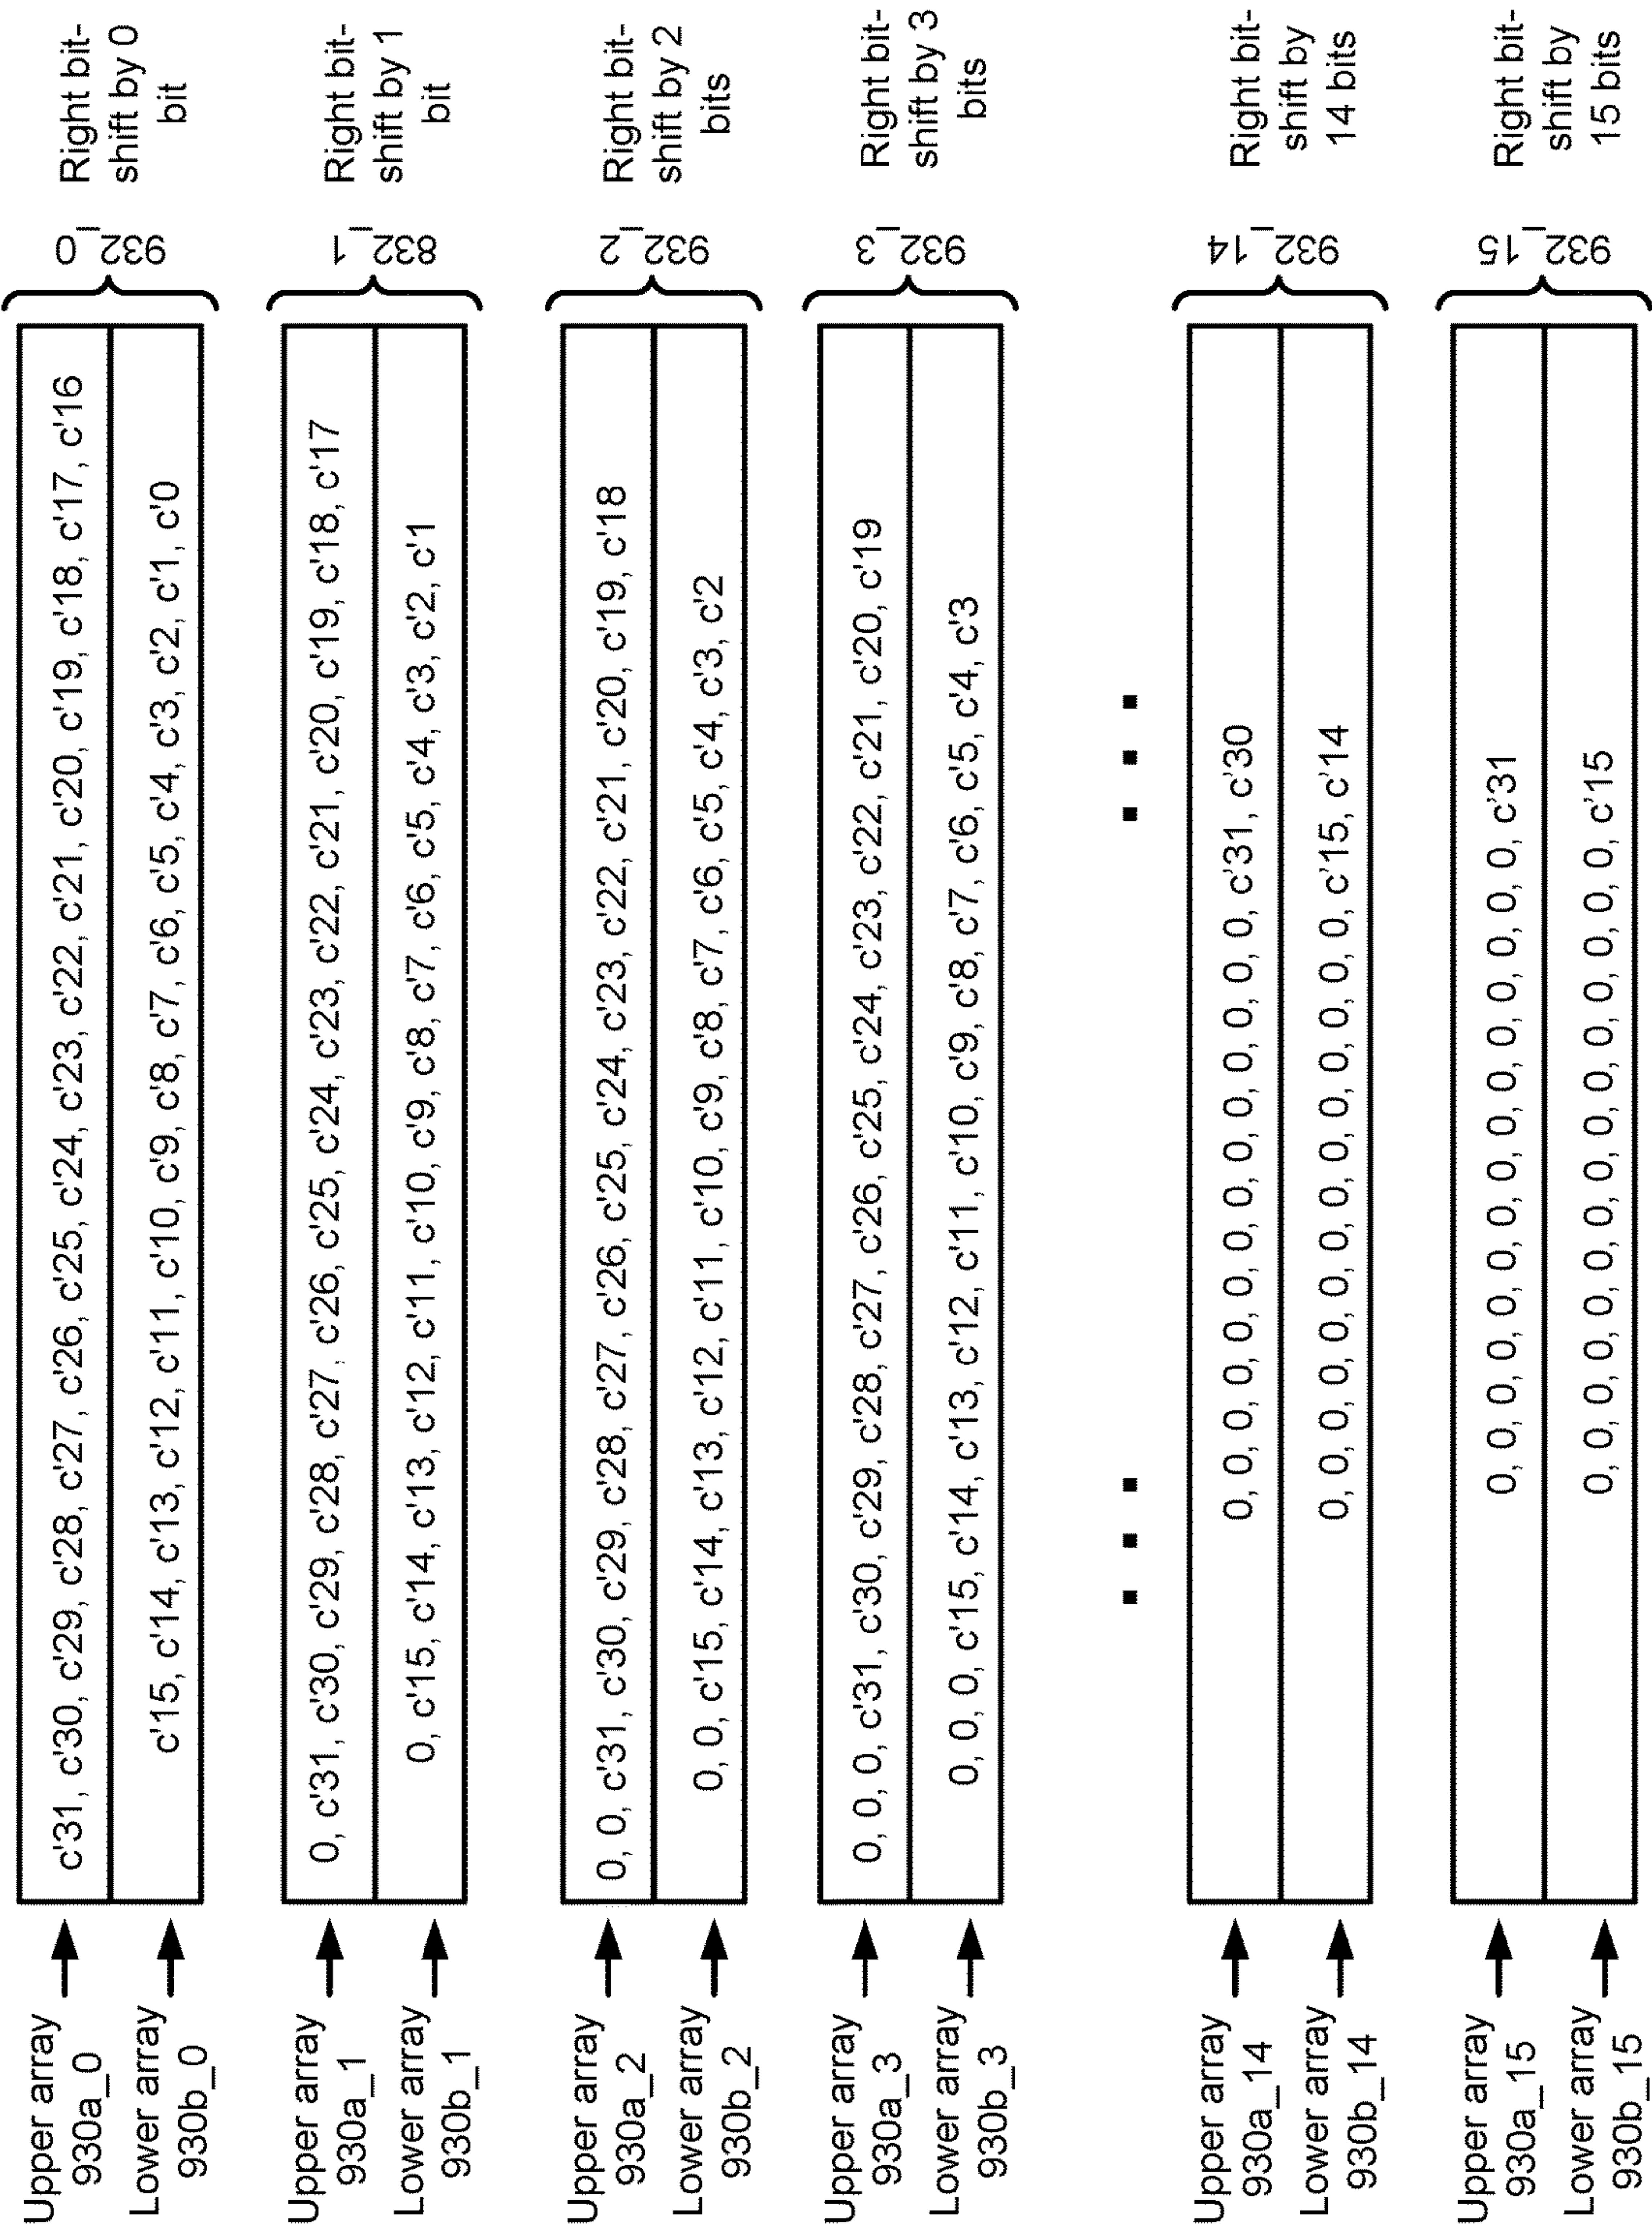 Upper array
930a_0
c'31, c'30, c'29, c'28, c'27, c'26, c'25, c'24, c'23, c'22, c'21, c'20, c'19, c'18, c'17, c'16
Lower array
930b_0
c'15, c'14, c'13, c'12, c'11, c'10, c'9, c'8, c'7, c'6, c'5, c'4, c'3, c'2, c'1, c'0
932_0
Right bit-
shift by 0
bit
Upper array
930a_1
0, c'31, c'30, c'29, c'28, c'27, c'26, c'25, c'24, c'23, c'22, c'21, c'20, c'19, c'18, c'17
Lower array
930b_1
0, c'15, c'14, c'13, c'12, c'11, c'10, c'9, c'8, c'7, c'6, c'5, c'4, c'3, c'2, c'1
832_1
Right bit-
shift by 1
bit
Upper array
930a_2
0, 0, c'31, c'30, c'29, c'28, c'27, c'26, c'25, c'24, c'23, c'22, c'21, c'20, c'19, c'18
Lower array
930b_2
0, 0, c'15, c'14, c'13, c'12, c'11, c'10, c'9, c'8, c'7, c'6, c'5, c'4, c'3, c'2
932_2
Right bit-
shift by 2
bits
Upper array
930a_3
0, 0, 0, c'31, c'30, c'29, c'28, c'27, c'26, c'25, c'24, c'23, c'22, c'21, c'20, c'19
Lower array
930b_3
0, 0, 0, c'15, c'14, c'13, c'12, c'11, c'10, c'9, c'8, c'7, c'6, c'5, c'4, c'3
932_3
Right bit-
shift by 3
bits
Upper array
930a_14
0, 0, 0, 0, 0, 0, 0, 0, 0, 0, 0, 0, 0, 0, c'31, c'30
Lower array
930b_14
0, 0, 0, 0, 0, 0, 0, 0, 0, 0, 0, 0, 0, 0, c'15, c'14
932_14
Right bit-
shift by
14 bits
Upper array
930a_15
0, 0, 0, 0, 0, 0, 0, 0, 0, 0, 0, 0, 0, 0, 0, c'31
Lower array
930b_15
0, 0, 0, 0, 0, 0, 0, 0, 0, 0, 0, 0, 0, 0, 0, c'15
932_15
Right bit-
shift by
15 bits